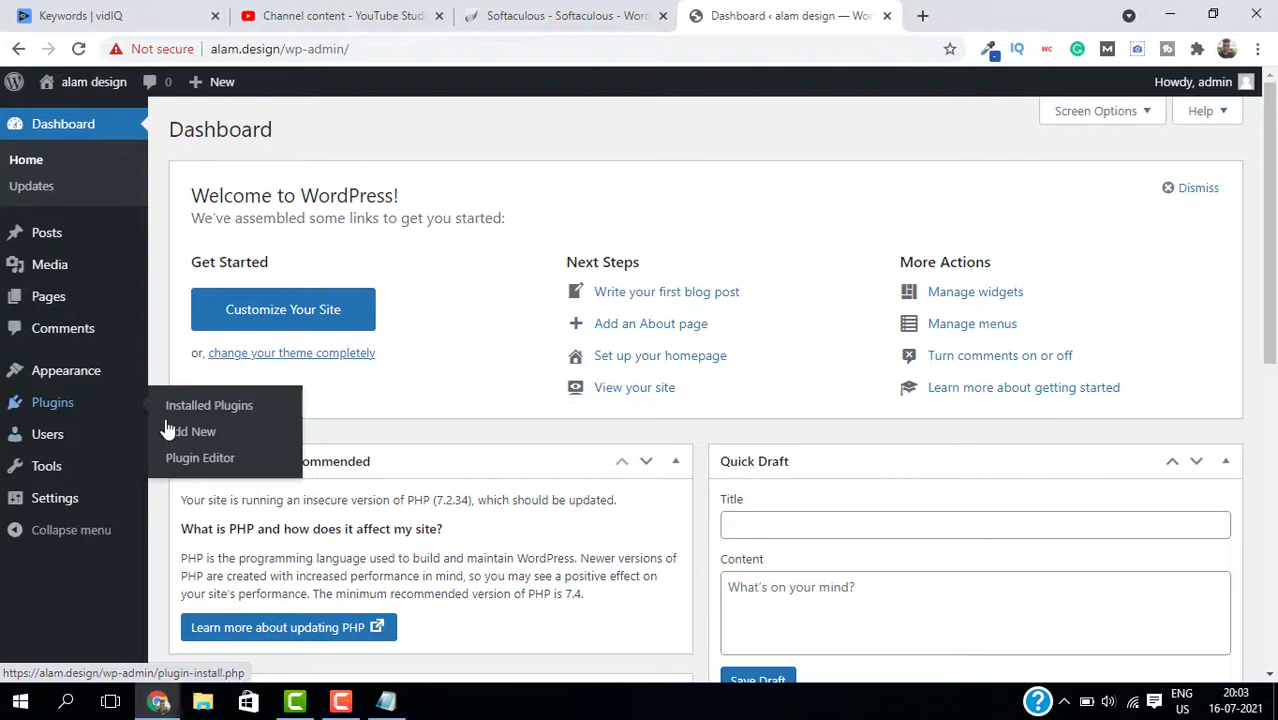 Keywords | vidIQ
Channel content - YouTube Stud
Softaculous - Softaculous - Wor
Dashboard ‹ alam design — Wor
Not secure
alam.design/wp-admin/
alam design
0
New
Howdy, admin
Dashboard
Home
Updates
Posts
Media
Pages
Comments
Appearance
Plugins
Users
Tools
Settings
Collapse menu
Installed Plugins
Add New
Plugin Editor
Dashboard
Screen Options
Help
Welcome to WordPress!
We've assembled some links to get you started:
Dismiss
Get Started
Customize Your Site
or, change your theme completely
Next Steps
Write your first blog post
Add an About page
Set up your homepage
View your site
More Actions
Manage widgets
Manage menus
Turn comments on or off
Learn more about getting started
ommended
Your site is running an insecure version of PHP (7.2.34), which should be updated.
What is PHP and how does it affect my site?
PHP is the programming language used to build and maintain WordPress. Newer versions
of PHP are created with increased performance in mind, so you may see a positive effect on
your site's performance. The minimum recommended version of PHP is 7.4.
Learn more about updating PHP
Quick Draft
Title
Content
What's on your mind?
Save Draft
https://alam.design/wp-admin/plugin-install.php
ENG
US
20:03
16-07-2021